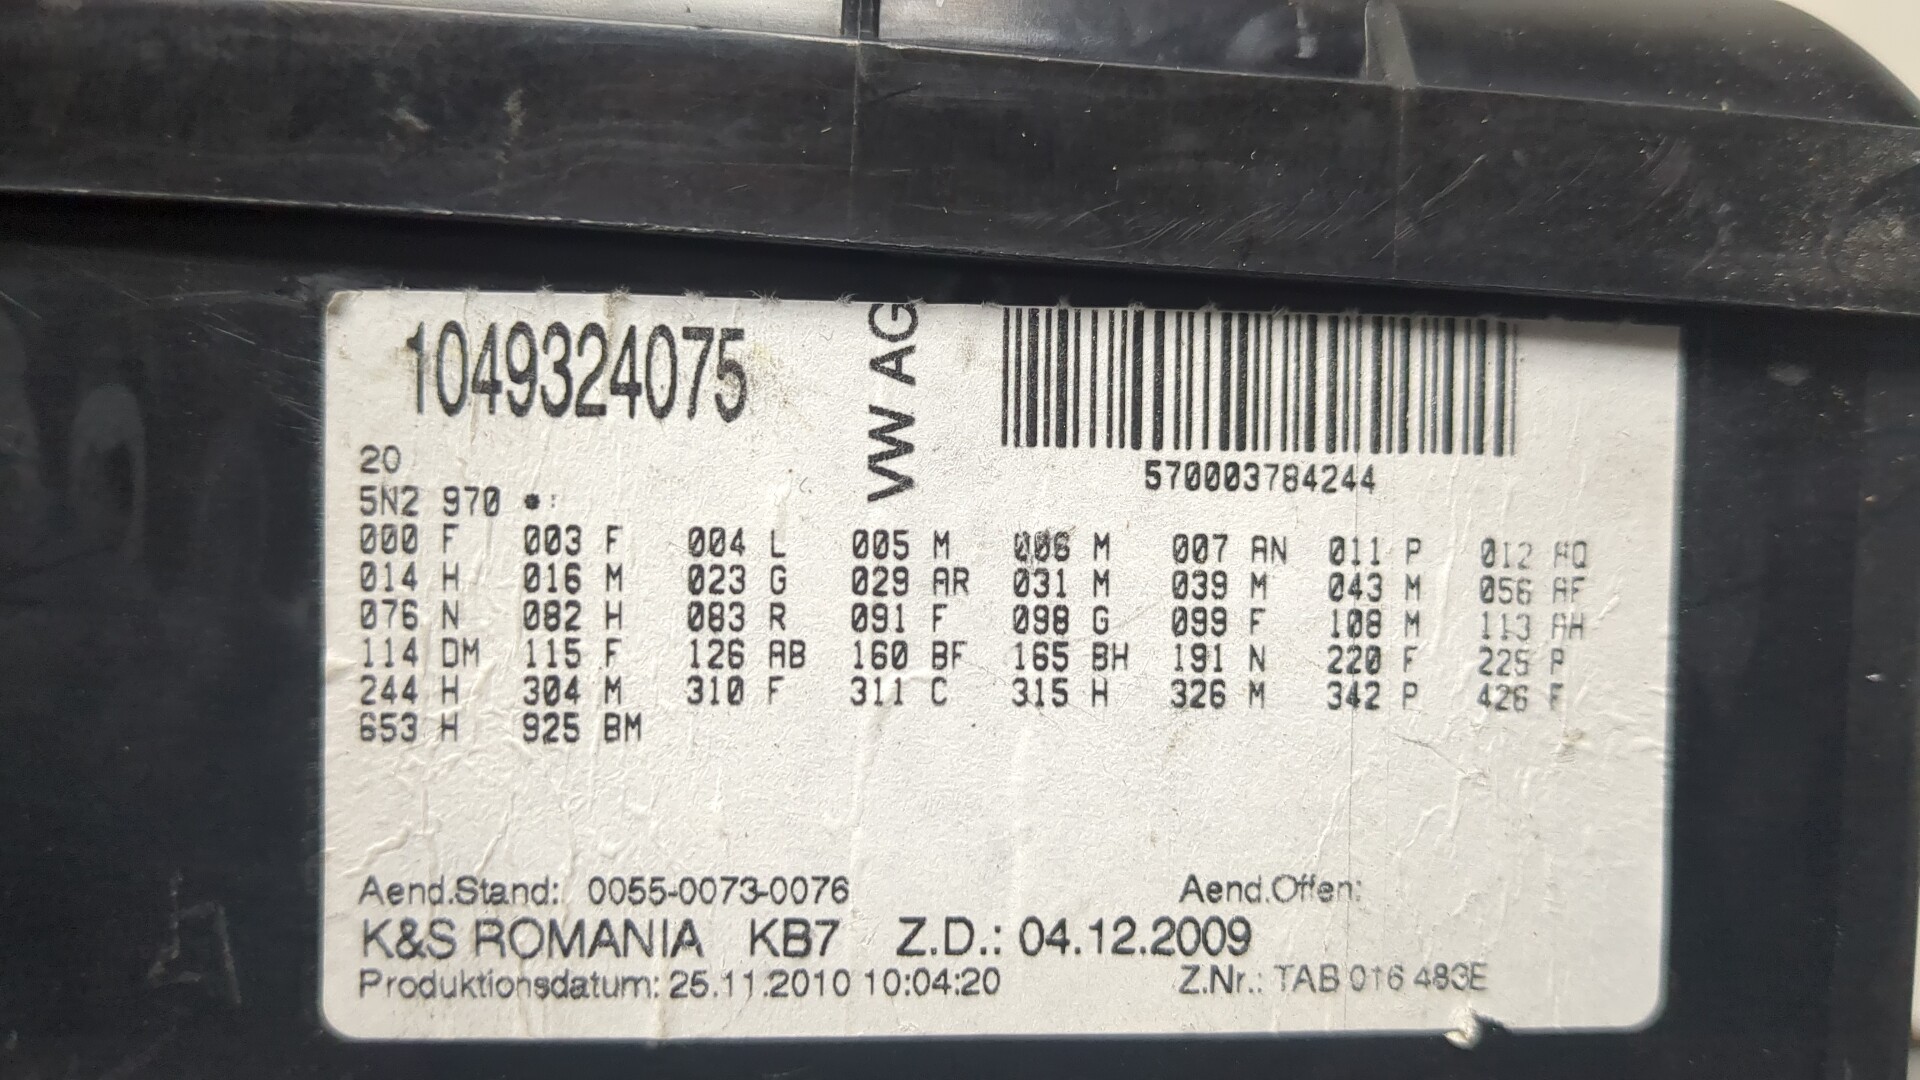 1049324075
VW AG
570003784244
20
5N2 970
000 F 003 F 004 L 005 M 006 M 007 AN 011 P 012 AQ
014 H 016 M 023 G 029 AR 031 M 039 M 043 M 056 AF
076 N 082 H 083 R 091 F 098 G 099 F 108 M 113 AH
114 DM 115 F 126 AB 160 BF 165 BH 191 N 220 F 225 P
244 H 304 M 310 F 311 C 315 H 326 M 342 P 426 F
653 H 925 BM
Aend.Stand: 0055-0073-0076 Aend.Offen:
K&S ROMANIA KB7 Z.D.: 04.12.2009
Produktionsdatum: 25.11.2010 10:04:20 Z.Nr.: TAB 016 483E